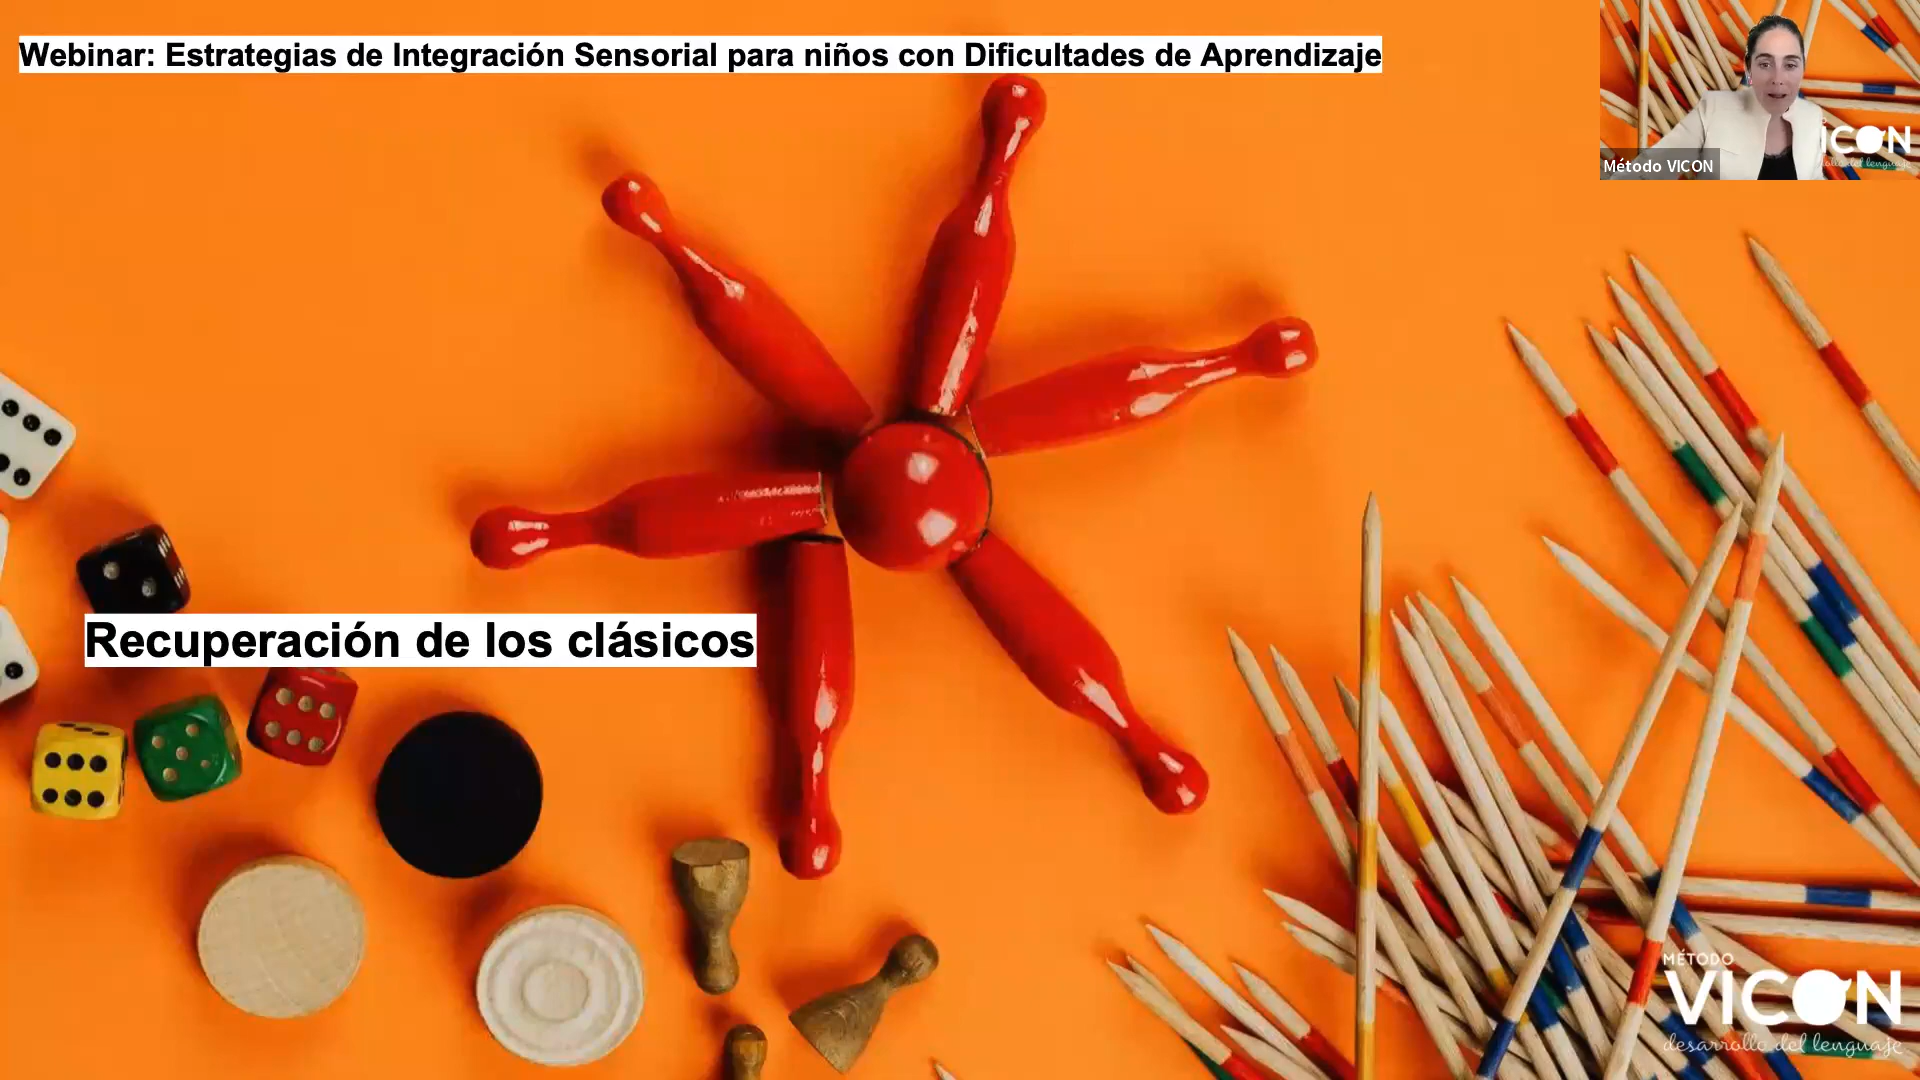 Webinar: Estrategias de Integración Sensorial para niños con Dificultades de Aprendizaje
ICON
Método VICON
Recuperación de los clásicos
MÉTODO
VICON
desarrollo del lenguaje